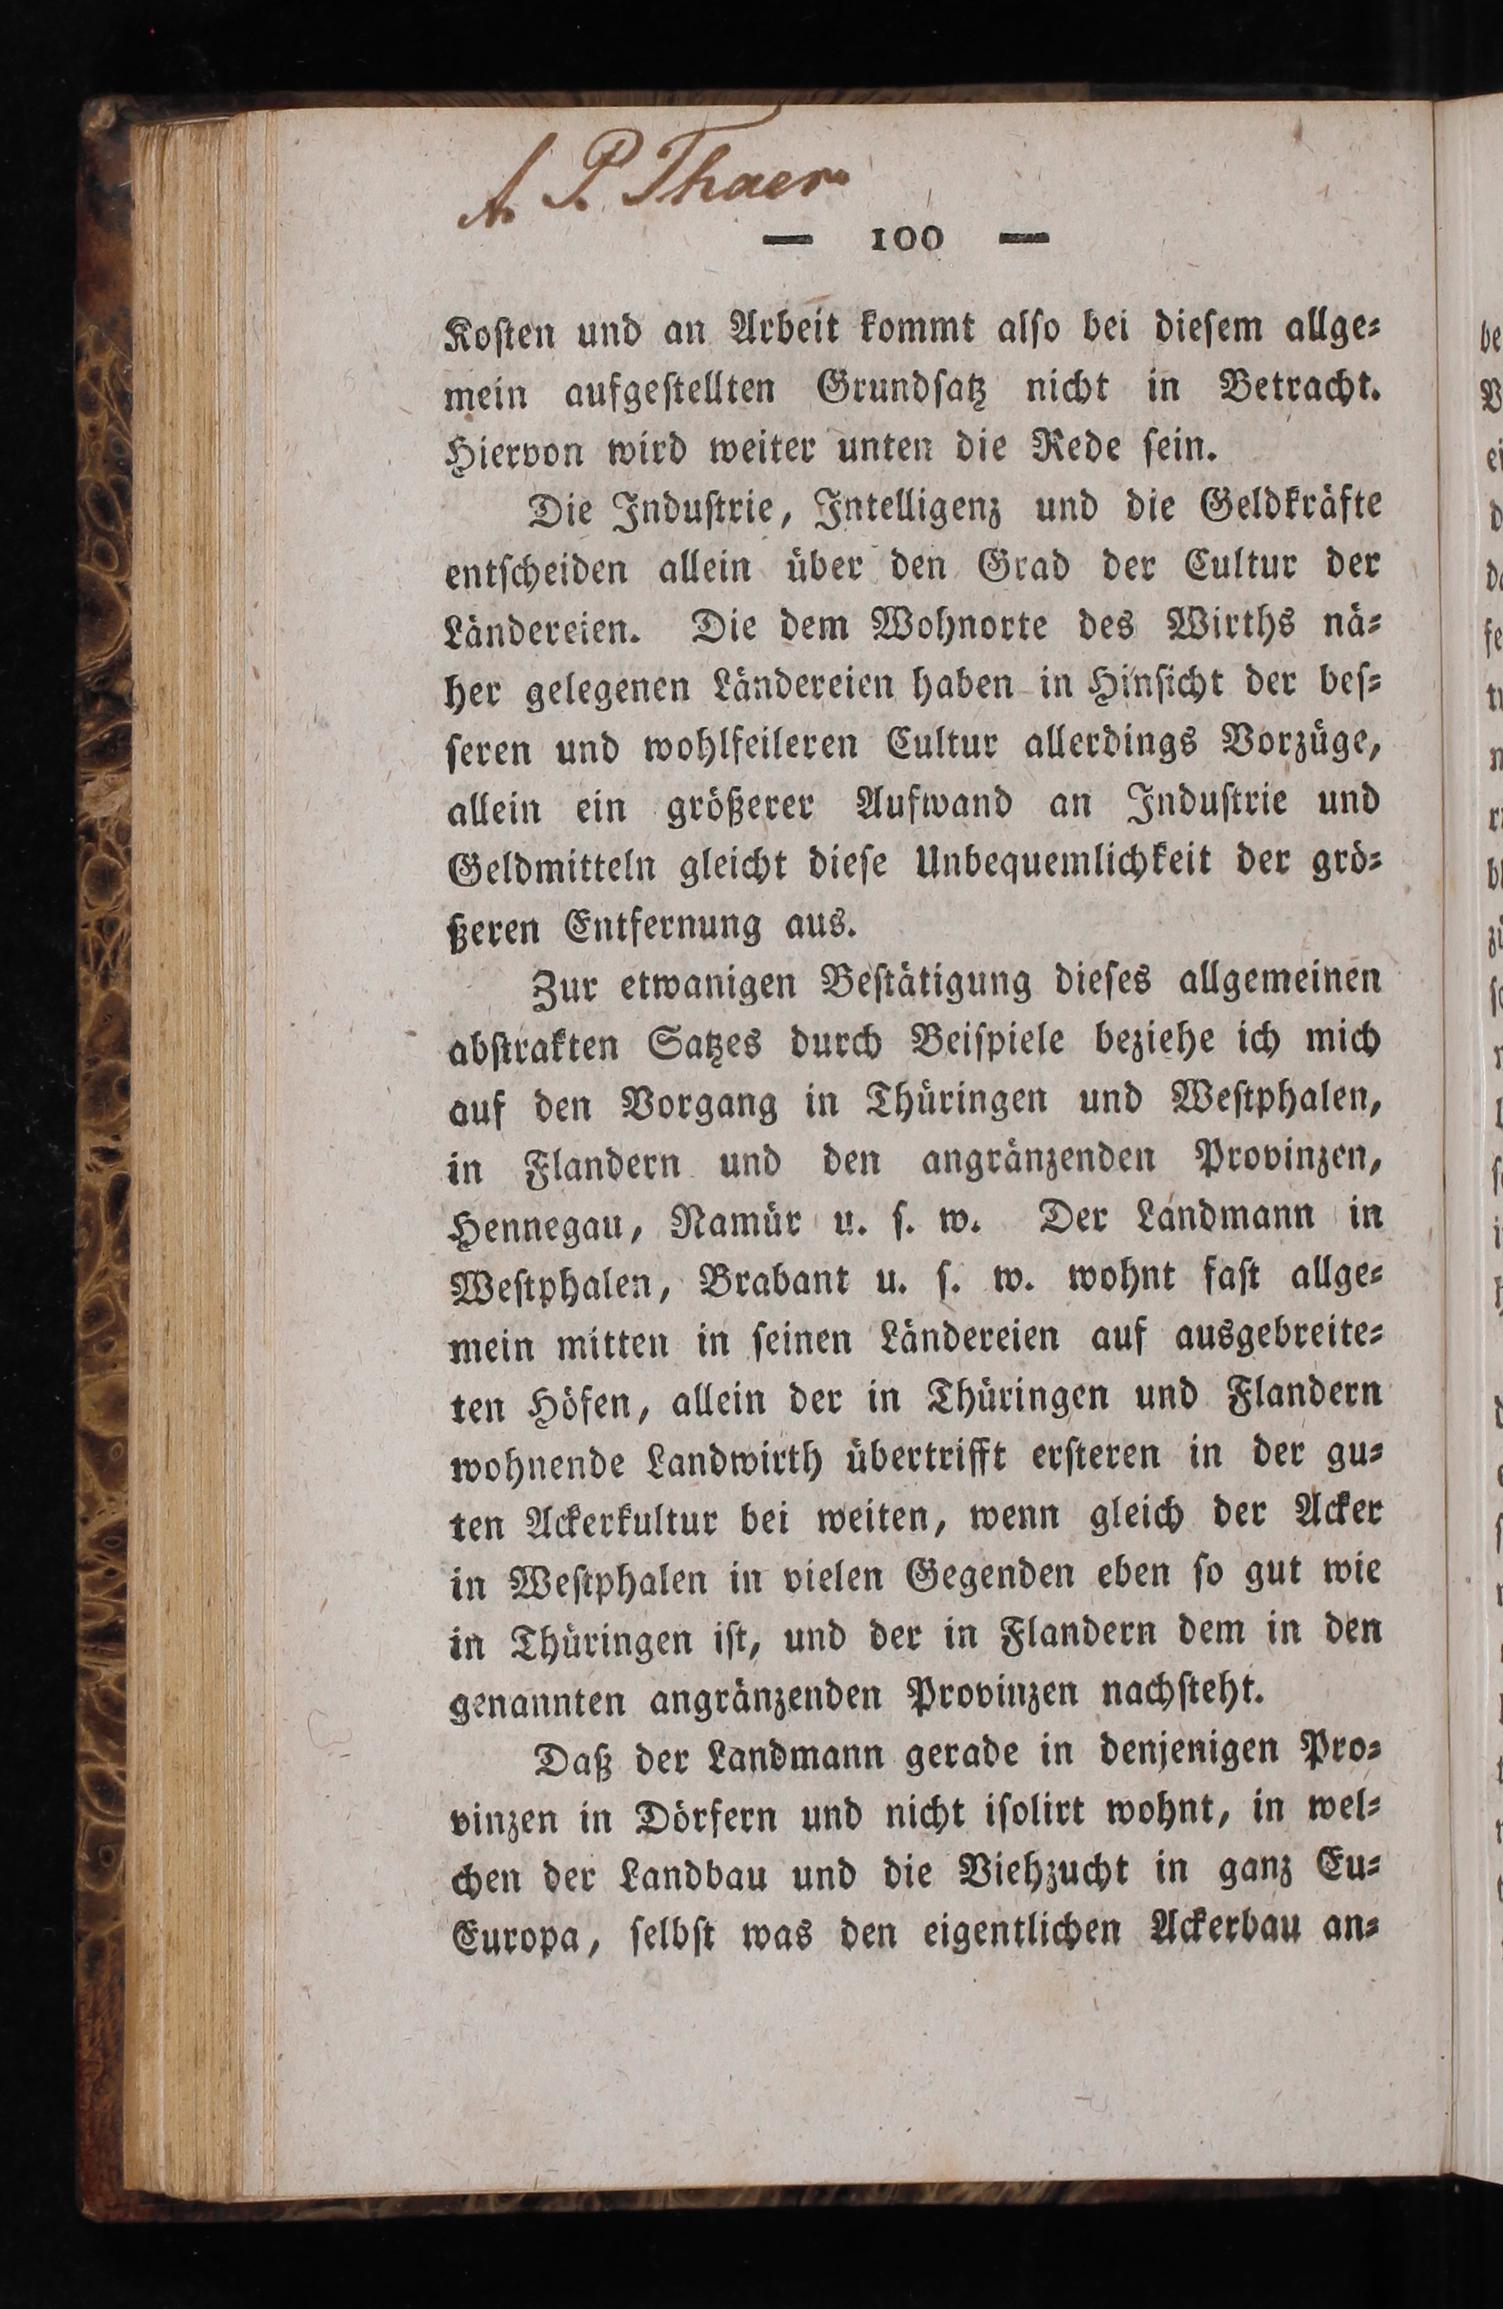 A. P. Thaer
— 100 —
Koſten und an Arbeit kommt alſo bei dieſem allge⸗
mein aufgeſtellten Grundſatz nicht in Betracht.
Hiervon wird weiter unten die Rede ſein.
Die Induſtrie, Intelligenz und die Geldkräfte
entſcheiden allein über den Grad der Cultur der
Ländereien. Die dem Wohnorte des Wirths nä⸗
her gelegenen Ländereien haben in Hinſicht der beſ⸗
ſeren und wohlfeileren Cultur allerdings Vorzüge,
allein ein größerer Aufwand an Induſtrie und
Geldmitteln gleicht dieſe Unbequemlichkeit der grö⸗
ßeren Entfernung aus.
Zur etwanigen Beſtätigung dieſes allgemeinen
abſtrakten Satzes durch Beiſpiele beziehe ich mich
auf den Vorgang in Thüringen und Weſtphalen,
in Flandern und den angränzenden Provinzen,
Hennegau, Namür u. ſ. w. Der Landmann in
Weſtphalen, Brabant u. ſ. w. wohnt faſt allge⸗
mein mitten in ſeinen Ländereien auf ausgebreite⸗
ten Höfen, allein der in Thüringen und Flandern
wohnende Landwirth übertrifft erſteren in der gu⸗
ten Ackerkultur bei weiten, wenn gleich der Acker
in Weſtphalen in vielen Gegenden eben ſo gut wie
in Thüringen iſt, und der in Flandern dem in den
genannten angränzenden Provinzen nachſteht.
Daß der Landmann gerade in denjenigen Pro⸗
vinzen in Dörfern und nicht iſolirt wohnt, in wel⸗
chen der Landbau und die Viehzucht in ganz Eu⸗
Europa, ſelbſt was den eigentlichen Ackerbau an⸗